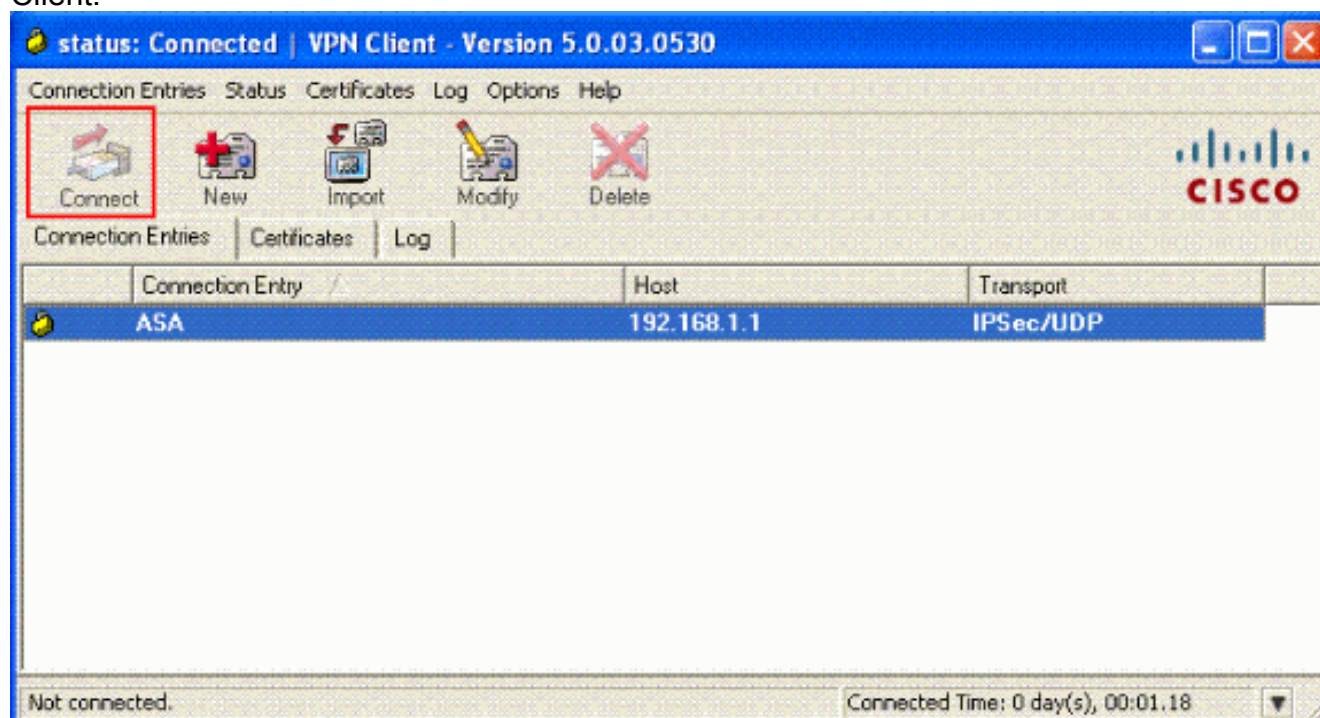 Client.
status: Connected | VPN Client - Version 5.0.03.0530
Connection Entries Status Certificates Log Options Help
Connect New Import Modify Delete
CISCO
Connection Entries Certificates Log
Connection Entry Host Transport
ASA 192.168.1.1 IPSec/UDP
Not connected. Connected Time: 0 day(s), 00:01.18